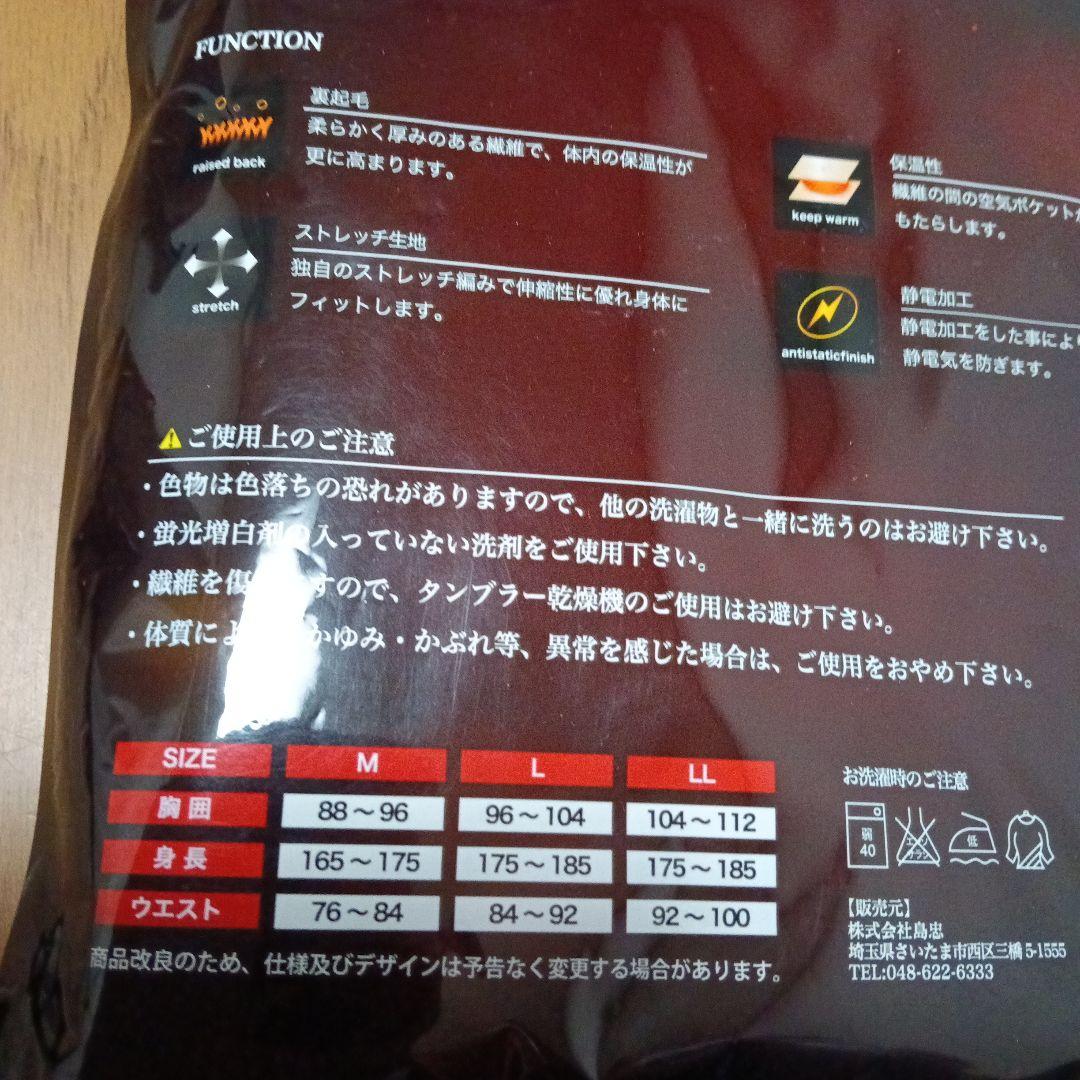 FUNCTION
裏起毛
柔らかく厚みのある繊維で、体内の保温性が
更に高まります。
raised back
保温性
繊維の間の空気ポケット
もたらします。
keep warm
ストレッチ生地
独自のストレッチ編みで伸縮性に優れ身体に
フィットします。
stretch
静電加工
静電加工をした事によ
静電気を防ぎます。
antistaticfinish
ご使用上のご注意
・色物は色落ちの恐れがありますので、他の洗濯物と一緒に洗うのはお避け下さい。
・蛍光増白剤の入っていない洗剤をご使用下さい。
・繊維を傷 すので、タンブラー乾燥機のご使用はお避け下さい。
・体質によ かゆみ・かぶれ等、異常を感じた場合は、ご使用をおやめ下さい。
SIZE M L LL
胸囲 88～96 96～104 104～112
身長 165～175 175～185 175～185
ウエスト 76～84 84～92 92～100
商品改良のため、仕様及びデザインは予告なく変更する場合があります。
お洗濯時のご注意
弱 40 低
【販売元】
株式会社島忠
埼玉県さいたま市西区三橋5-1555
TEL:048-622-6333